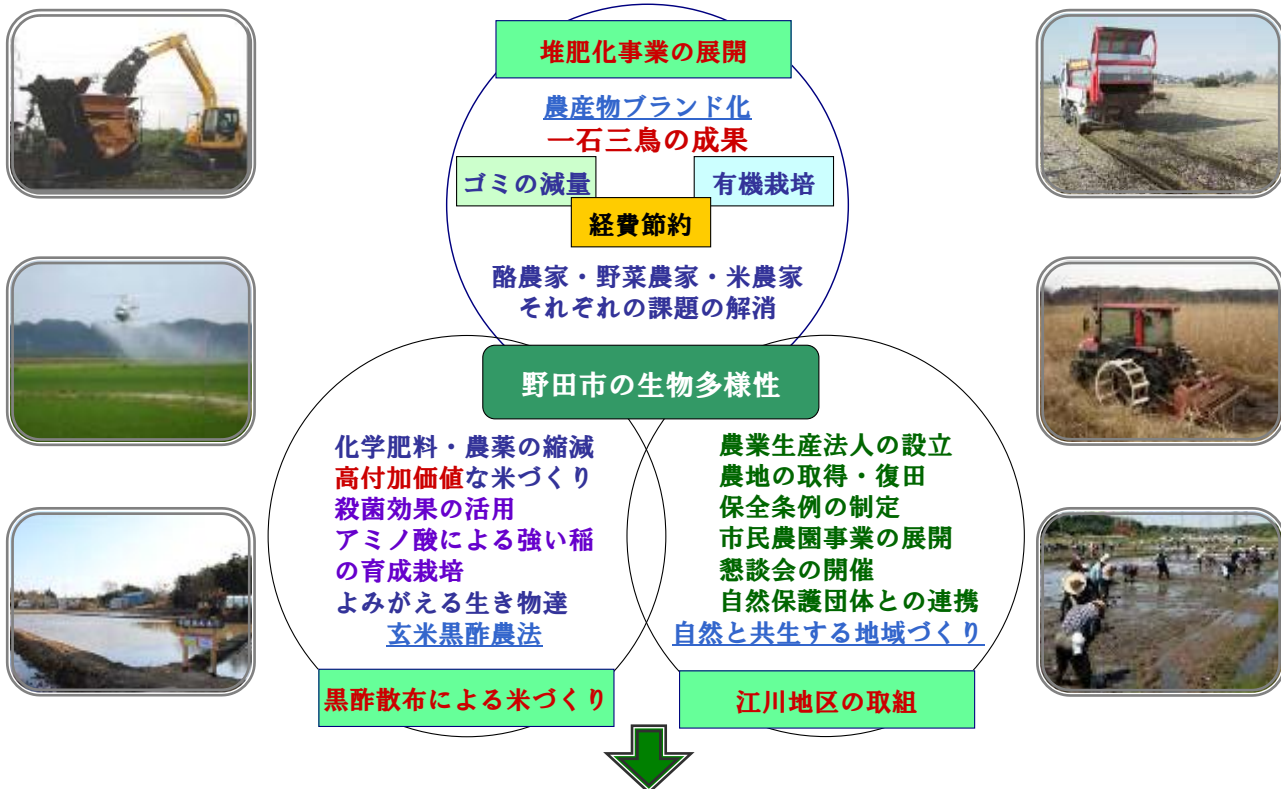 堆肥化事業の展開
農産物ブランド化
一石三鳥の成果
ゴミの減量
有機栽培
経費節約
酪農家・野菜農家・米農家
それぞれの課題の解消
野田市の生物多様性
化学肥料・農薬の縮減
高付加価値な米づくり
殺菌効果の活用
アミノ酸による強い稲
の育成栽培
よみがえる生き物達
玄米黒酢農法
黒酢散布による米づくり
農業生産法人の設立
農地の取得・復田
保全条例の制定
市民農園事業の展開
懇談会の開催
自然保護団体との連携
自然と共生する地域づくり
江川地区の取組